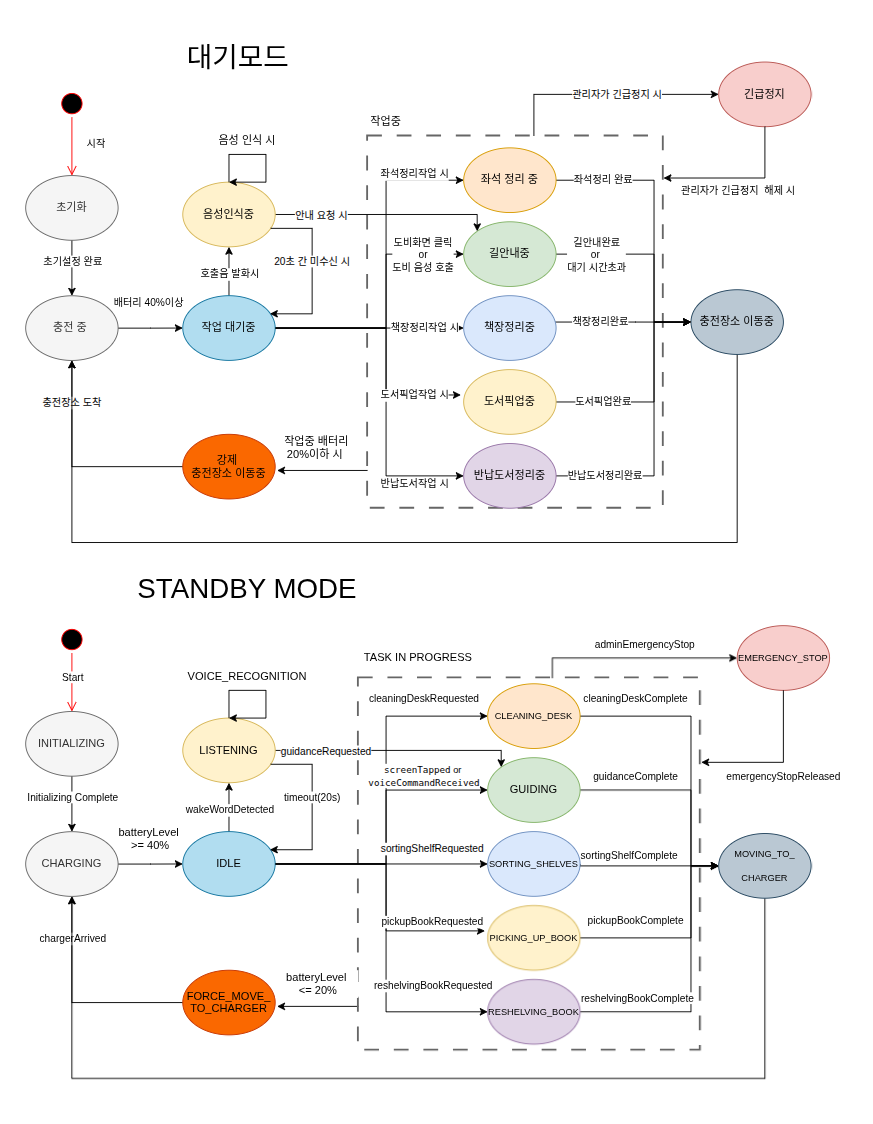 대기모드
시작
초기화
초기설정 완료
충전 중
배터리 40%이상
음성 인식 시
음성인식중
안내 요청 시
호출음 발화시
20초 간 미수신 시
작업 대기중
충전장소 도착
강제
충전장소 이동중
작업중 배터리
20%이하 시
작업중
좌석정리작업 시
좌석 정리 중
좌석정리 완료
도비화면 클릭
or
도비 음성 호출
길안내중
길안내완료
or
대기 시간초과
책장정리작업 시
책장정리중
책장정리완료
도서픽업작업 시
도서픽업중
도서픽업완료
반납도서작업 시
반납도서정리중
반납도서정리완료
관리자가 긴급정지 시
긴급정지
관리자가 긴급정지 해제 시
충전장소 이동중
STANDBY MODE
Start
INITIALIZING
Initializing Complete
CHARGING
batteryLevel
>= 40%
VOICE_RECOGNITION
LISTENING
guidanceRequested
wakeWordDetected
timeout(20s)
IDLE
chargerArrived
FORCE_MOVE_
TO_CHARGER
batteryLevel
<= 20%
TASK IN PROGRESS
cleaningDeskRequested
CLEANING_DESK
cleaningDeskComplete
screenTapped or
voiceCommandReceived
GUIDING
guidanceComplete
sortingShelfRequested
SORTING_SHELVES
sortingShelfComplete
pickupBookRequested
PICKING_UP_BOOK
pickupBookComplete
reshelvingBookRequested
RESHELVING_BOOK
reshelvingBookComplete
adminEmergencyStop
EMERGENCY_STOP
emergencyStopReleased
MOVING_TO_
CHARGER